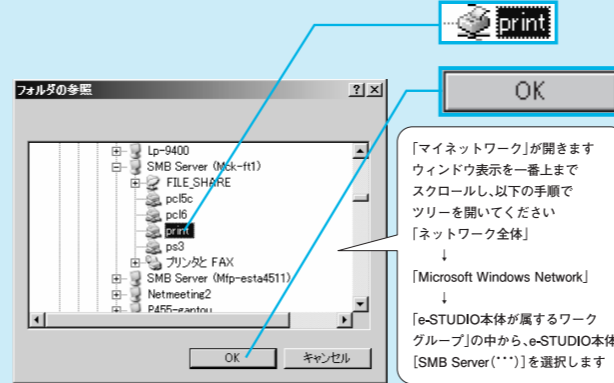 print
OK
フォルダの参照
Lp-9400
SMB Server (Mck-ft1)
FILE_SHARE
pcl5c
pcl6
print
ps3
プリンタと FAX
SMB Server (Mfp-esta4511)
Netmeeting2
P455-gantou
OK
キャンセル
「マイネットワーク」が開きます
ウィンドウ表示を一番上まで
スクロールし、以下の手順で
ツリーを開いてください
「ネットワーク全体」
↓
「Microsoft Windows Network」
↓
「e-STUDIO本体が属するワーク
グループ」の中から、e-STUDIO本体
[SMB Server(･･･)]を選択します